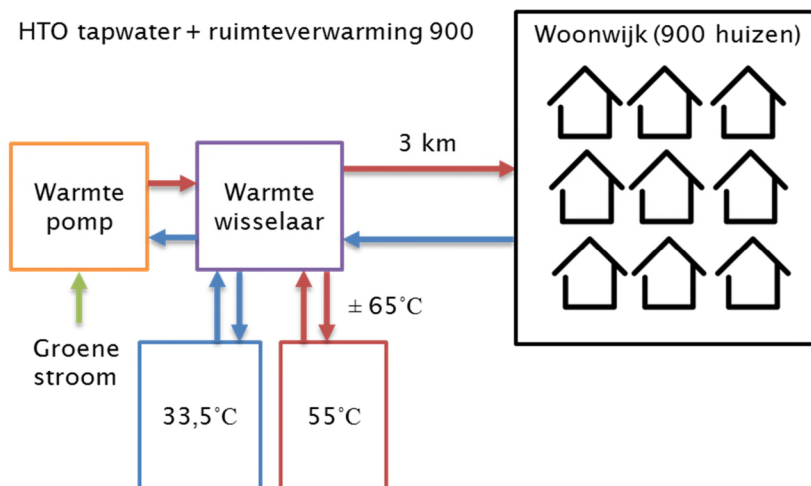 HTO tapwater + ruimteverwarming 900
Woonwijk (900 huizen)
3 km
Warmte
pomp
Warmte
wisselaar
± 65°C
Groene
stroom
33,5°C
55°C